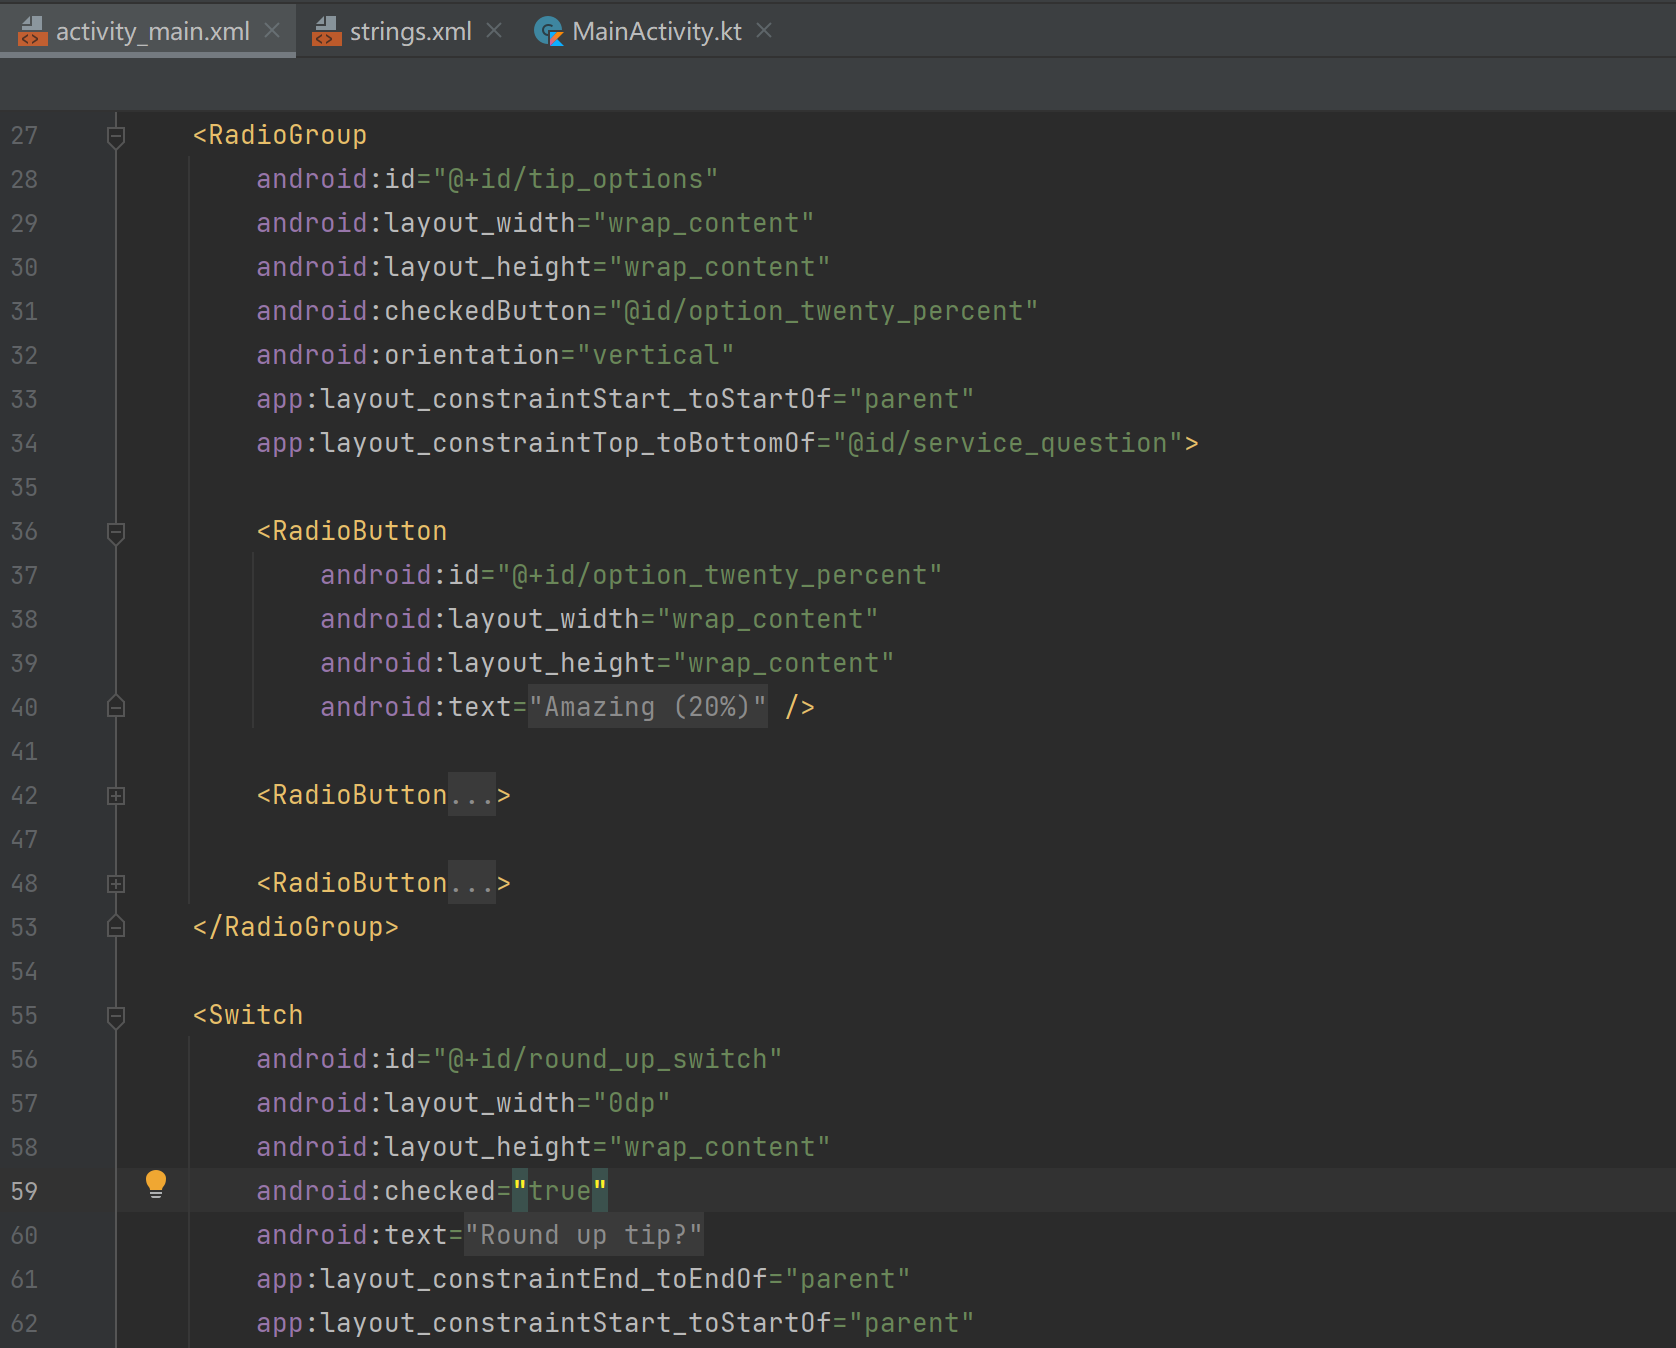 activity_main.xml strings.xml MainActivity.kt
27 <RadioGroup
28 android:id="@+id/tip_options"
29 android:layout_width="wrap_content"
30 android:layout_height="wrap_content"
31 android:checkedButton="@id/option_twenty_percent"
32 android:orientation="vertical"
33 app:layout_constraintStart_toStartOf="parent"
34 app:layout_constraintTop_toBottomOf="@id/service_question">
35
36 <RadioButton
37 android:id="@+id/option_twenty_percent"
38 android:layout_width="wrap_content"
39 android:layout_height="wrap_content"
40 android:text="Amazing (20%)" />
41
42 <RadioButton...>
47
48 <RadioButton...>
53 </RadioGroup>
54
55 <Switch
56 android:id="@+id/round_up_switch"
57 android:layout_width="0dp"
58 android:layout_height="wrap_content"
59 android:checked="true"
60 android:text="Round up tip?"
61 app:layout_constraintEnd_toEndOf="parent"
62 app:layout_constraintStart_toStartOf="parent"